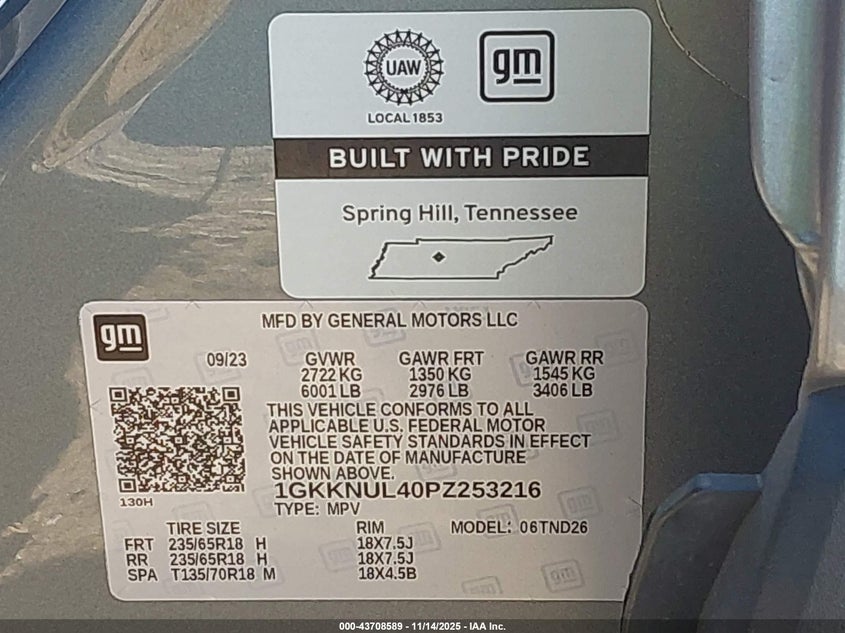 UAW
gm
LOCAL 1853
BUILT WITH PRIDE
Spring Hill, Tennessee
gm
MFD BY GENERAL MOTORS LLC
09/23 GVWR GAWR FRT GAWR RR
2722 KG 1350 KG 1545 KG
6001 LB 2976 LB 3406 LB
THIS VEHICLE CONFORMS TO ALL
APPLICABLE U.S. FEDERAL MOTOR
VEHICLE SAFETY STANDARDS IN EFFECT
ON THE DATE OF MANUFACTURE
SHOWN ABOVE.
1GKKNUL40PZ253216
130H
TYPE: MPV
TIRE SIZE RIM MODEL: 06TND26
FRT 235/65R18 H 18X7.5J
RR 235/65R18 H 18X7.5J
SPA T135/70R18 M 18X4.5B
000-43708589 - 11/14/2025 - IAA Inc.